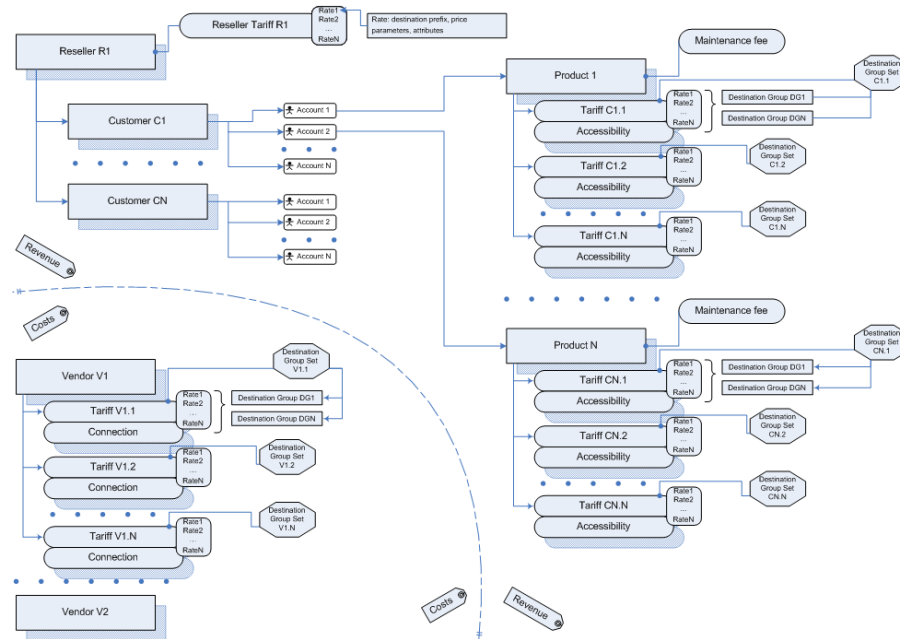 Reseller R1
Reseller Tariff R1
Rate1
Rate2
...
RateN
Rate: destination prefix, price
parameters, attributes
Customer C1
Account 1
Account 2
Account N
Customer CN
Account 1
Account 2
Account N
Revenue
Costs
Product 1
Maintenance fee
Destination
Group Set
C1.1
Tariff C1.1
Accessibility
Rate1
Rate2
...
RateN
Destination Group DG1
Destination Group DGN
Tariff C1.2
Accessibility
Rate1
Rate2
...
RateN
Destination
Group Set
C1.2
Tariff C1.N
Accessibility
Rate1
Rate2
...
RateN
Destination
Group Set
C1.N
Product N
Maintenance fee
Destination
Group Set
CN.1
Tariff CN.1
Accessibility
Rate1
Rate2
...
RateN
Destination Group DG1
Destination Group DGN
Tariff CN.2
Accessibility
Rate1
Rate2
...
RateN
Destination
Group Set
CN.2
Tariff CN.N
Accessibility
Rate1
Rate2
...
RateN
Destination
Group Set
CN.N
Vendor V1
Destination
Group Set
V1.1
Tariff V1.1
Connection
Rate1
Rate2
...
RateN
Destination Group DG1
Destination Group DGN
Tariff V1.2
Connection
Rate1
Rate2
...
RateN
Destination
Group Set
V1.2
Tariff V1.N
Connection
Rate1
Rate2
...
RateN
Destination
Group Set
V1.N
Vendor V2
Costs
Revenue